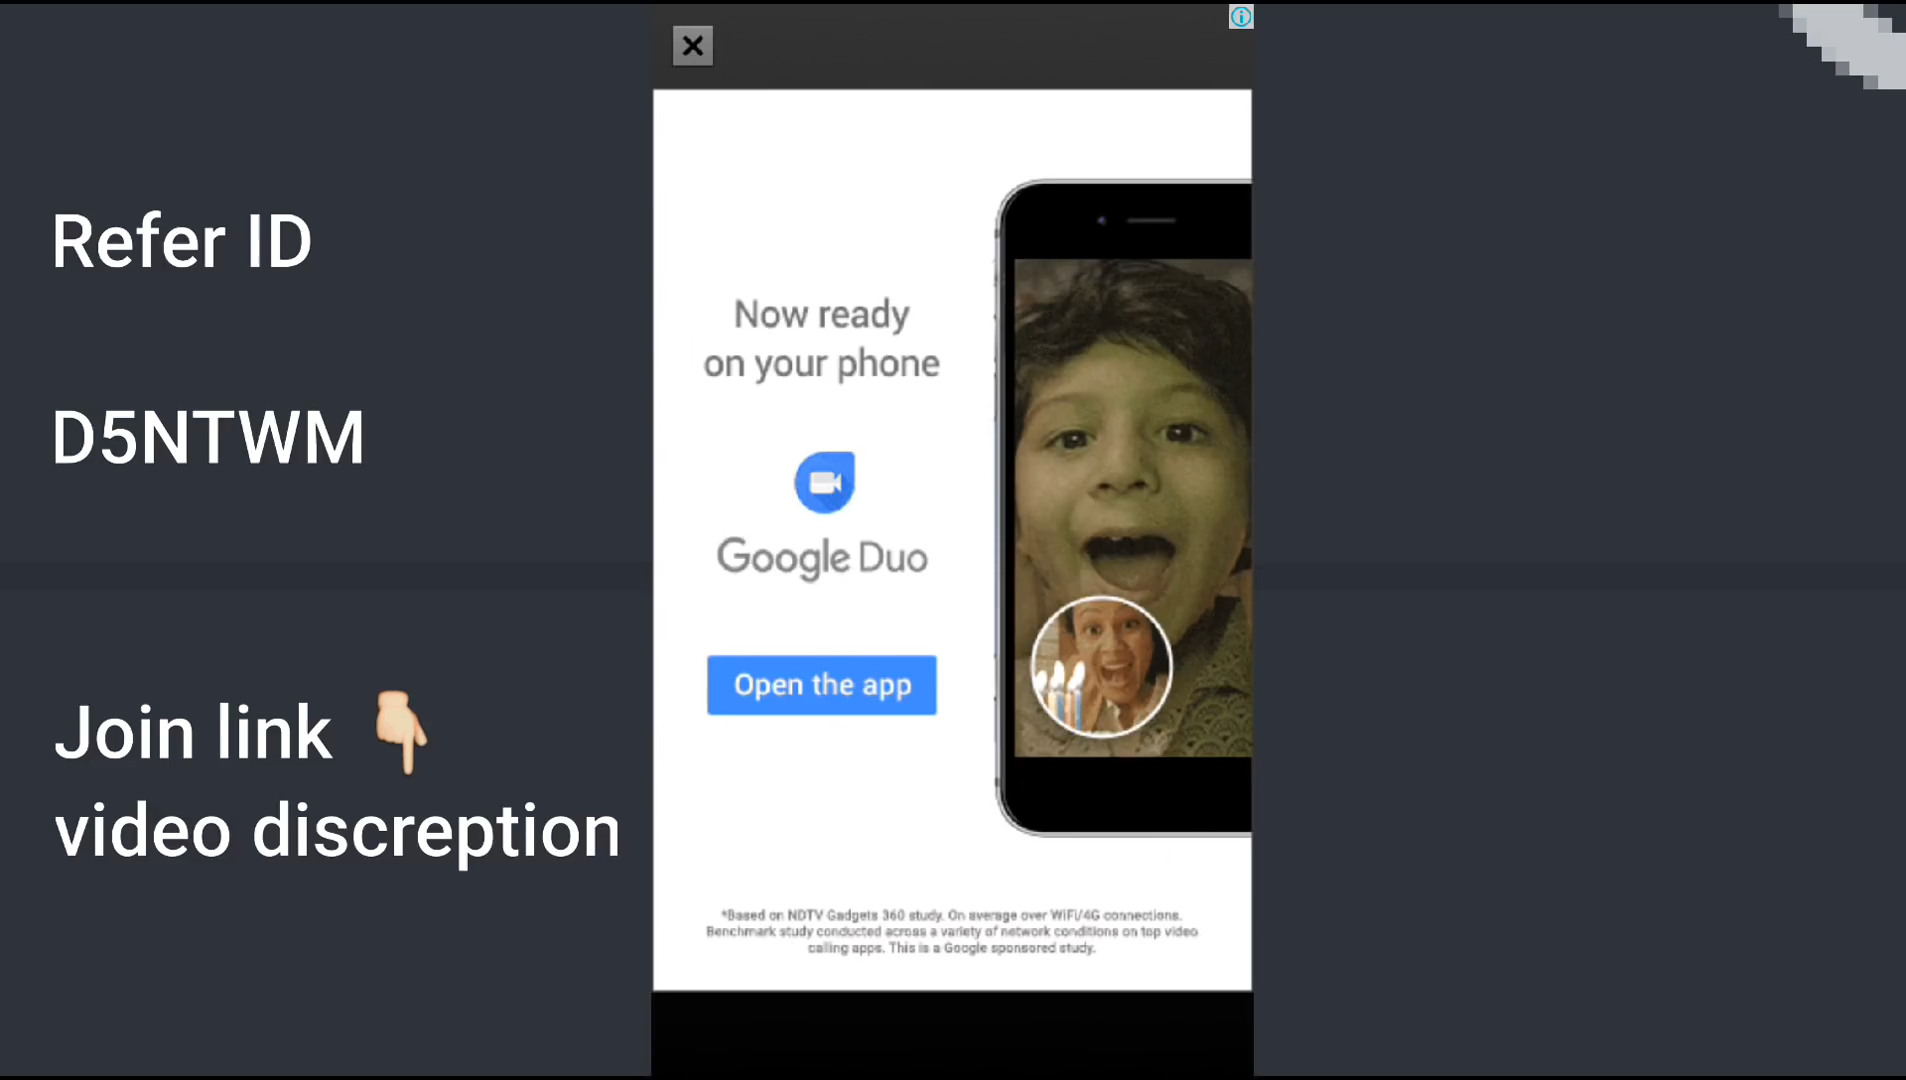 Refer ID
D5NTWM
Join link 👇🏻
video discreption
Now ready
on your phone
Google Duo
Open the app
*Based on NDTV Gadgets 360 study. On average over WiFi/4G connections.
Benchmark study conducted across a variety of network conditions on top video
calling apps. This is a Google sponsored study.